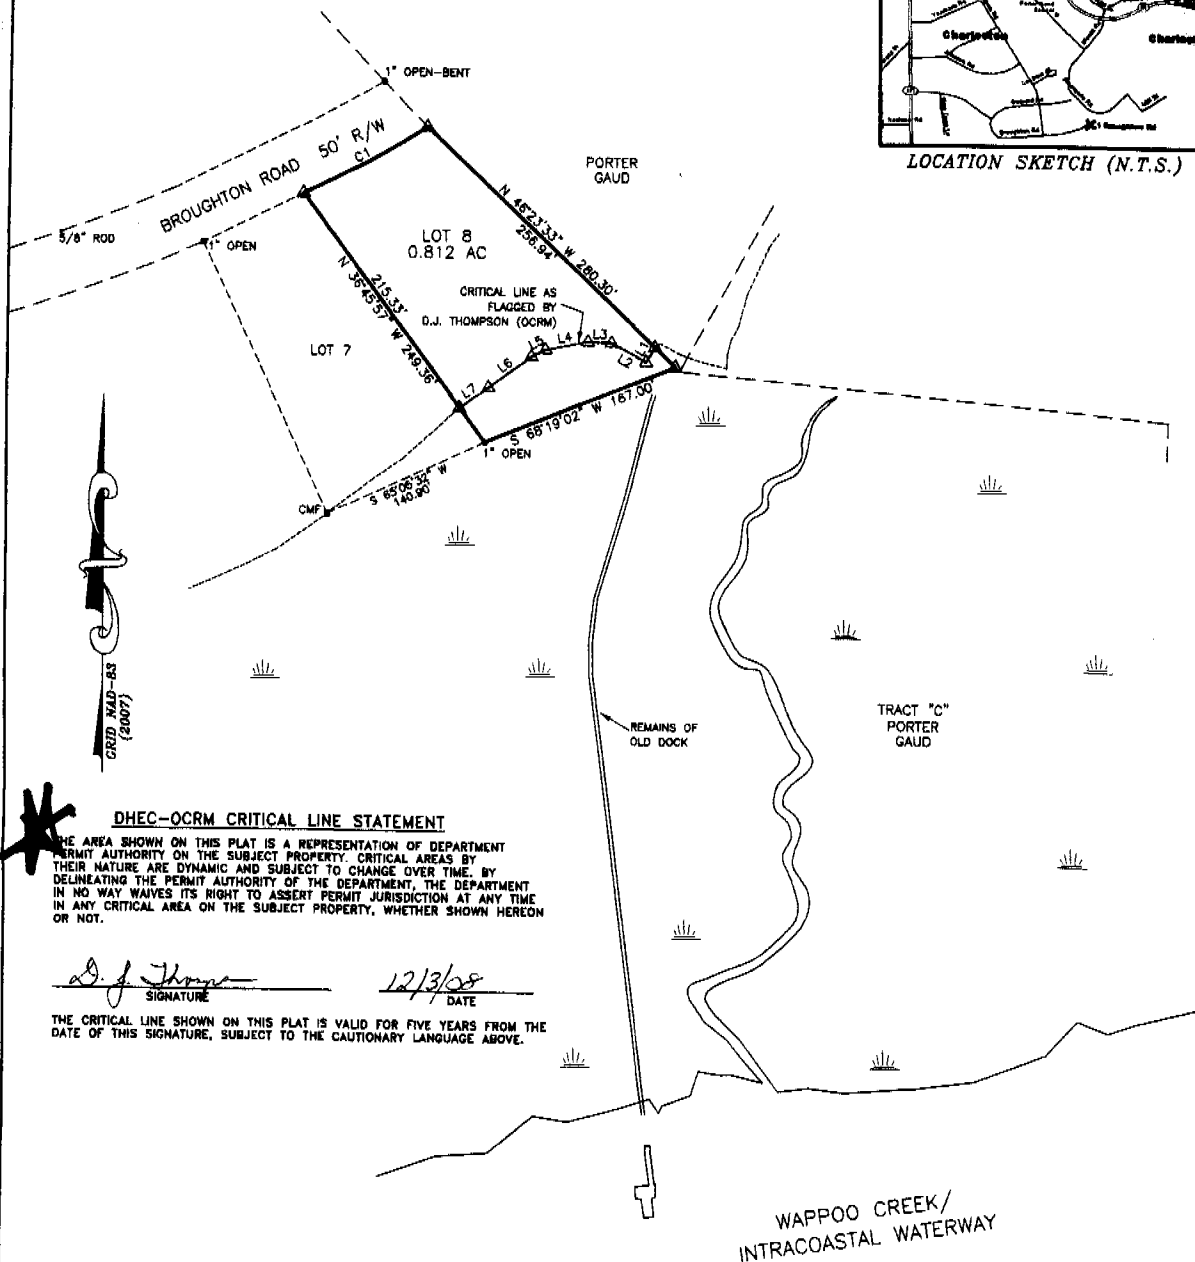 1" OPEN-BENT
BROUGHTON ROAD 50' R/W
C1
PORTER
GAUD
LOCATION SKETCH (N.T.S.)
Charleston
5/8" ROD
1" OPEN
LOT 8
0.812 AC
N 46°23'33" W 280.30'
256.94'
CRITICAL LINE AS
FLAGGED BY
D.J. THOMPSON (OCRM)
215.33'
N 36°45'57" W 249.36'
LOT 7
L1
L2
L3
L4
L5
L6
L7
S 68°19'02" W 167.00'
1" OPEN
S 65°06'32" W
140.90'
CMF
GRID NAD-83
(2007)
REMAINS OF
OLD DOCK
TRACT "C"
PORTER
GAUD
DHEC-OCRM CRITICAL LINE STATEMENT
THE AREA SHOWN ON THIS PLAT IS A REPRESENTATION OF DEPARTMENT
PERMIT AUTHORITY ON THE SUBJECT PROPERTY. CRITICAL AREAS BY
THEIR NATURE ARE DYNAMIC AND SUBJECT TO CHANGE OVER TIME. BY
DELINEATING THE PERMIT AUTHORITY OF THE DEPARTMENT, THE DEPARTMENT
IN NO WAY WAIVES ITS RIGHT TO ASSERT PERMIT JURISDICTION AT ANY TIME
IN ANY CRITICAL AREA ON THE SUBJECT PROPERTY, WHETHER SHOWN HEREON
OR NOT.
D. J. 12/3/08
SIGNATURE DATE
THE CRITICAL LINE SHOWN ON THIS PLAT IS VALID FOR FIVE YEARS FROM THE
DATE OF THIS SIGNATURE, SUBJECT TO THE CAUTIONARY LANGUAGE ABOVE.
WAPPOO CREEK/
INTRACOASTAL WATERWAY